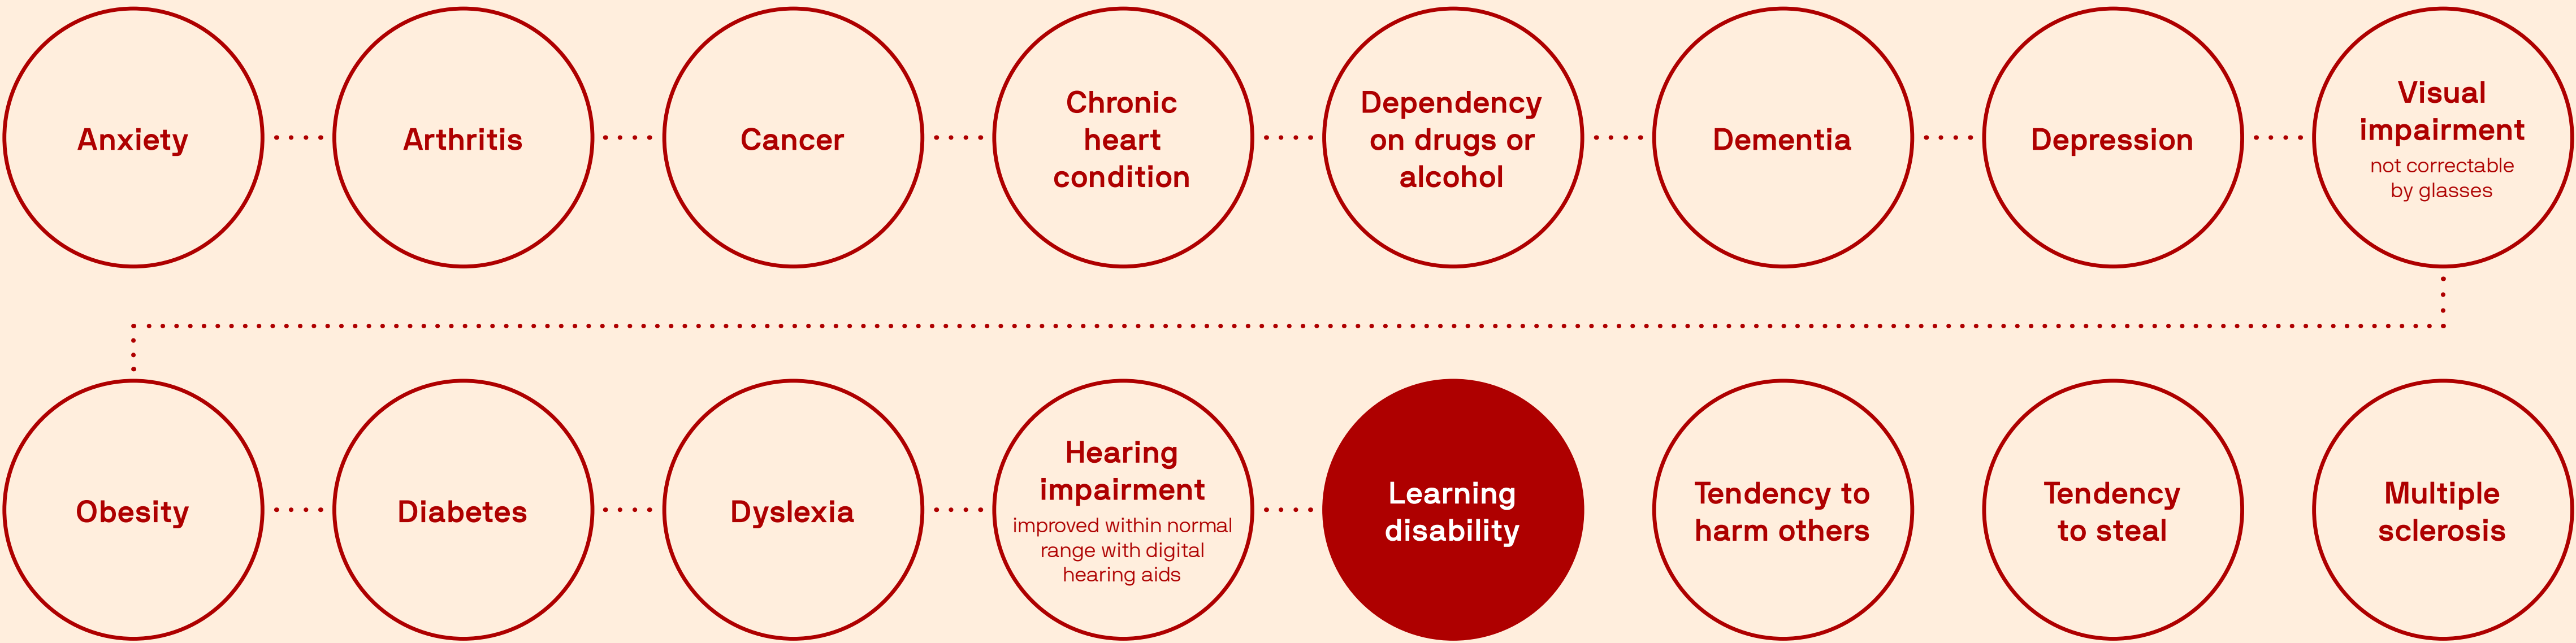 Anxiety
Arthritis
Cancer
Chronic
heart
condition
Dependency
on drugs or
alcohol
Dementia
Depression
Visual
impairment
not correctable
by glasses
Obesity
Diabetes
Dyslexia
Hearing
impairment
improved within normal
range with digital
hearing aids
Learning
disability
Tendency to
harm others
Tendency
to steal
Multiple
sclerosis